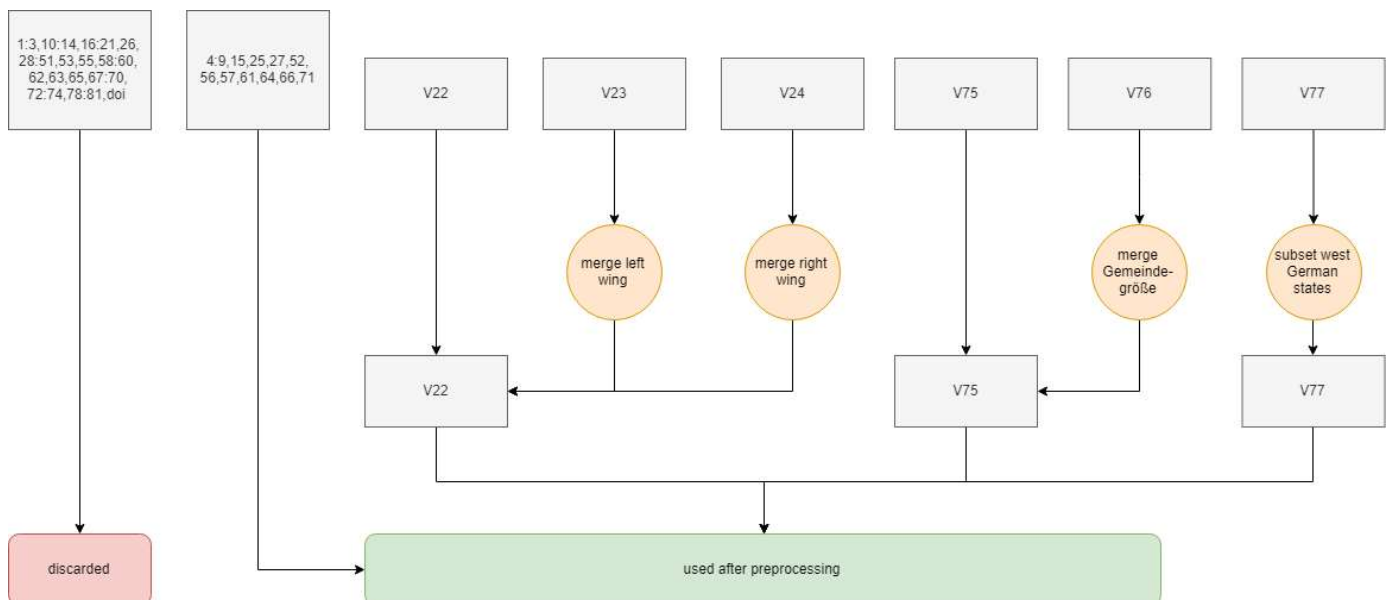 1:3,10:14,16:21,26,
28:51,53,55,58:60,
62,63,65,67:70,
72:74,78:81,doi
4:9,15,25,27,52,
56,57,61,64,66,71
V22
V23
V24
V75
V76
V77
merge left
wing
merge right
wing
merge
Gemeinde-
größe
subset west
German
states
V22
V75
V77
discarded
used after preprocessing